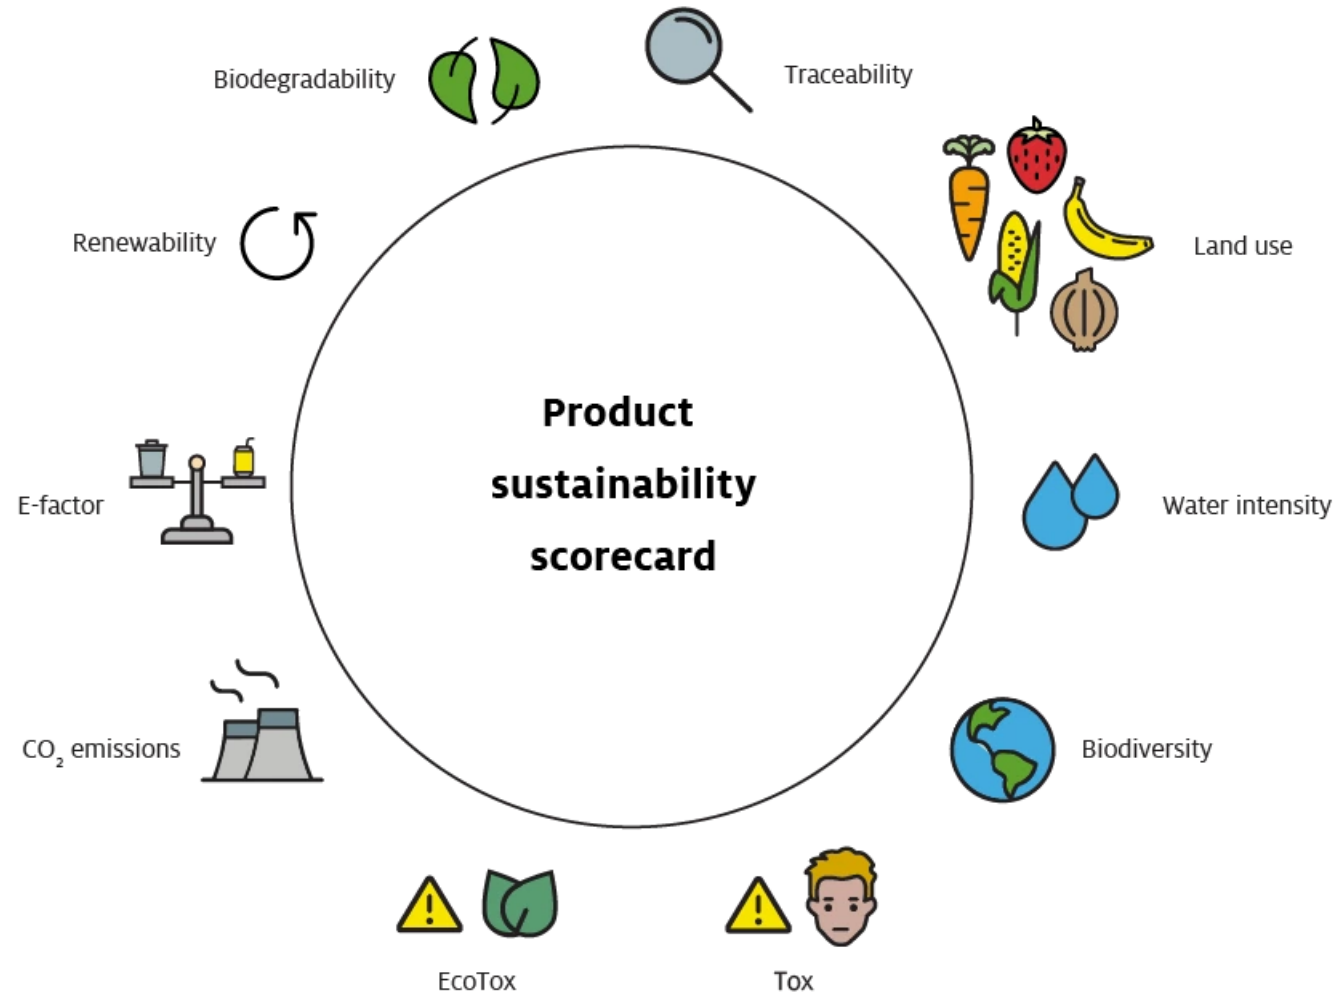 Biodegradability
Traceability
Renewability
Land use
Product
sustainability
scorecard
E-factor
Water intensity
CO₂ emissions
Biodiversity
EcoTox
Tox